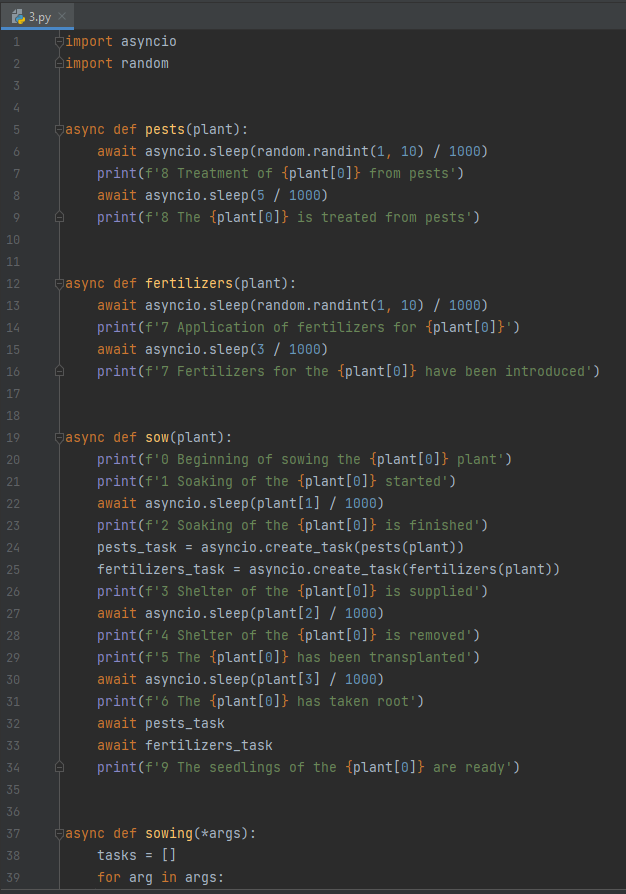 3.py
1 import asyncio
2 import random
3
4
5 async def pests(plant):
6     await asyncio.sleep(random.randint(1, 10) / 1000)
7     print(f'8 Treatment of {plant[0]} from pests')
8     await asyncio.sleep(5 / 1000)
9     print(f'8 The {plant[0]} is treated from pests')
10
11
12 async def fertilizers(plant):
13     await asyncio.sleep(random.randint(1, 10) / 1000)
14     print(f'7 Application of fertilizers for {plant[0]}')
15     await asyncio.sleep(3 / 1000)
16     print(f'7 Fertilizers for the {plant[0]} have been introduced')
17
18
19 async def sow(plant):
20     print(f'0 Beginning of sowing the {plant[0]} plant')
21     print(f'1 Soaking of the {plant[0]} started')
22     await asyncio.sleep(plant[1] / 1000)
23     print(f'2 Soaking of the {plant[0]} is finished')
24     pests_task = asyncio.create_task(pests(plant))
25     fertilizers_task = asyncio.create_task(fertilizers(plant))
26     print(f'3 Shelter of the {plant[0]} is supplied')
27     await asyncio.sleep(plant[2] / 1000)
28     print(f'4 Shelter of the {plant[0]} is removed')
29     print(f'5 The {plant[0]} has been transplanted')
30     await asyncio.sleep(plant[3] / 1000)
31     print(f'6 The {plant[0]} has taken root')
32     await pests_task
33     await fertilizers_task
34     print(f'9 The seedlings of the {plant[0]} are ready')
35
36
37 async def sowing(*args):
38     tasks = []
39     for arg in args: